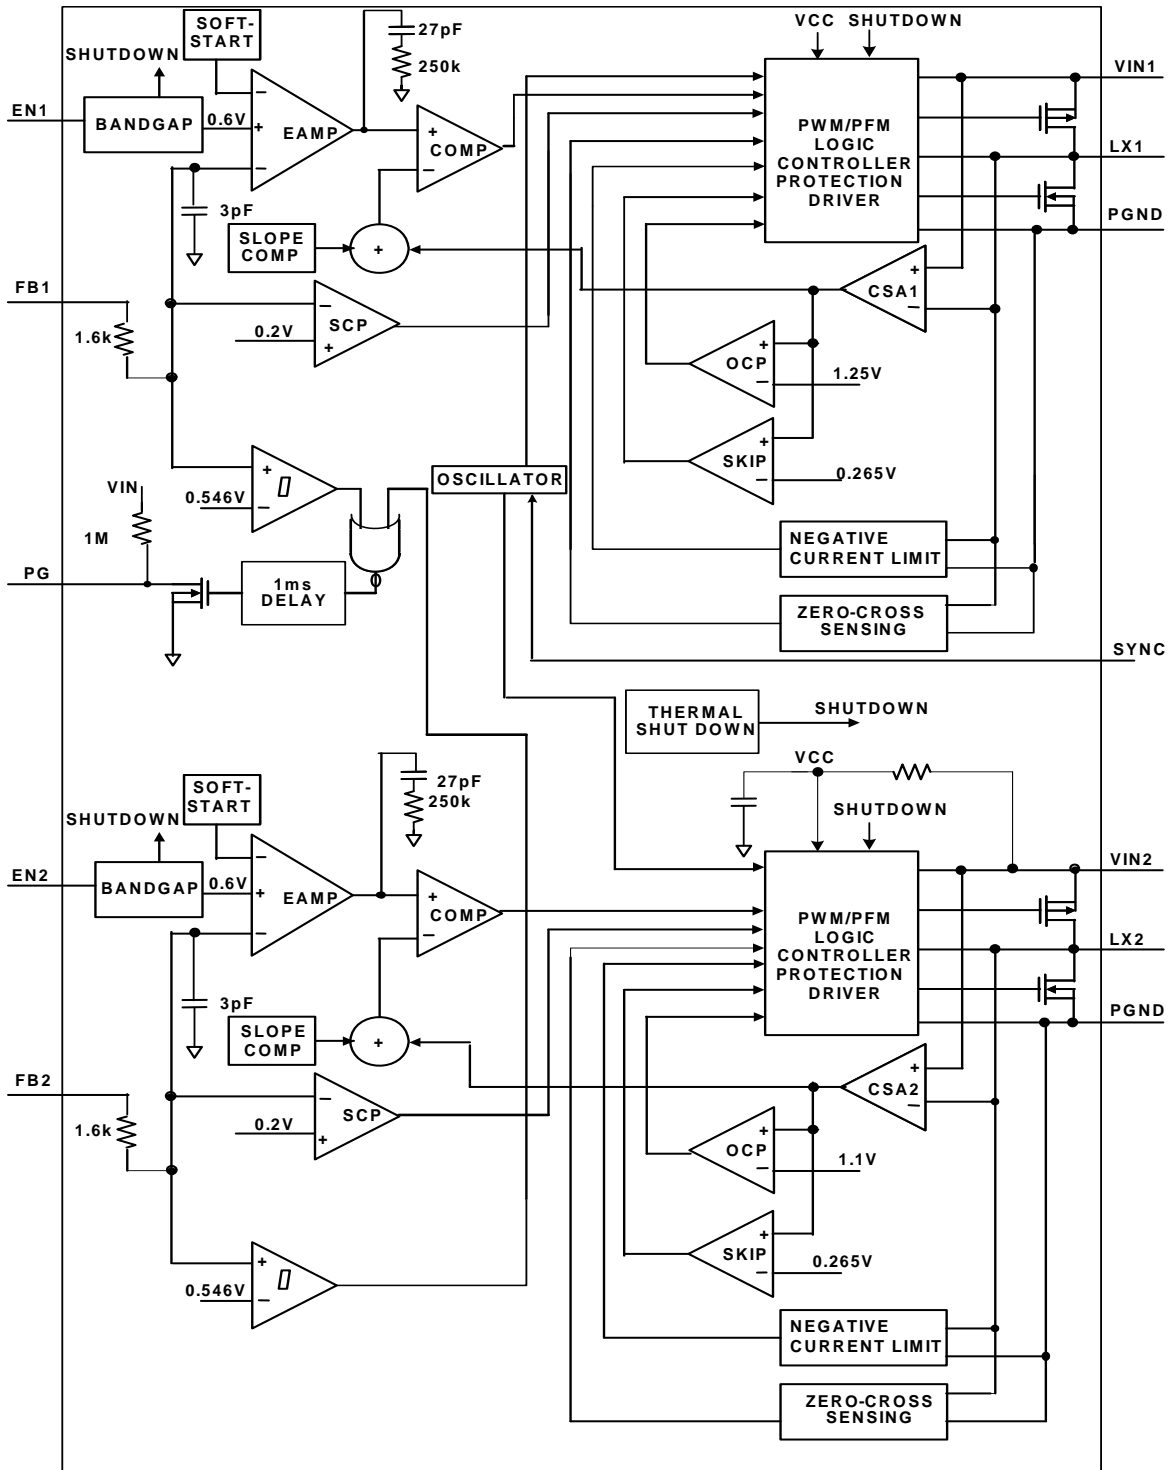 SOFT-
START
27pF
250k
VCC
SHUTDOWN
SHUTDOWN
VIN1
EN1
BANDGAP
0.6V
−
+
−
EAMP
+
−
COMP
PWM/PFM
LOGIC
CONTROLLER
PROTECTION
DRIVER
LX1
3pF
PGND
SLOPE
COMP
+
+
−
CSA1
FB1
1.6k
−
+
SCP
0.2V
+
−
OCP
1.25V
+
−
SKIP
0.265V
VIN
+
−
0.546V
OSCILLATOR
1M
NEGATIVE
CURRENT LIMIT
PG
1ms
DELAY
ZERO-CROSS
SENSING
SYNC
THERMAL
SHUT DOWN
SHUTDOWN
VCC
SOFT-
START
27pF
250k
SHUTDOWN
SHUTDOWN
VIN2
EN2
BANDGAP
0.6V
−
+
−
EAMP
+
−
COMP
PWM/PFM
LOGIC
CONTROLLER
PROTECTION
DRIVER
LX2
3pF
PGND
SLOPE
COMP
+
+
−
CSA2
FB2
1.6k
−
+
SCP
0.2V
+
−
OCP
1.1V
+
−
SKIP
0.265V
+
−
0.546V
NEGATIVE
CURRENT LIMIT
ZERO-CROSS
SENSING